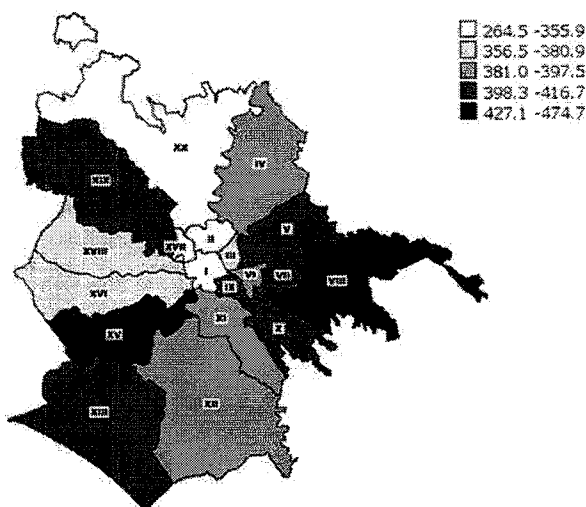 264.5 -355.9
356.5 -380.9
381.0 -397.5
398.3 -416.7
427.1 -474.7
XX
IV
XIX
V
II
XVII
XVIII
III
I
VI
VII
VIII
IX
XVI
XI
X
XV
XIII
XII